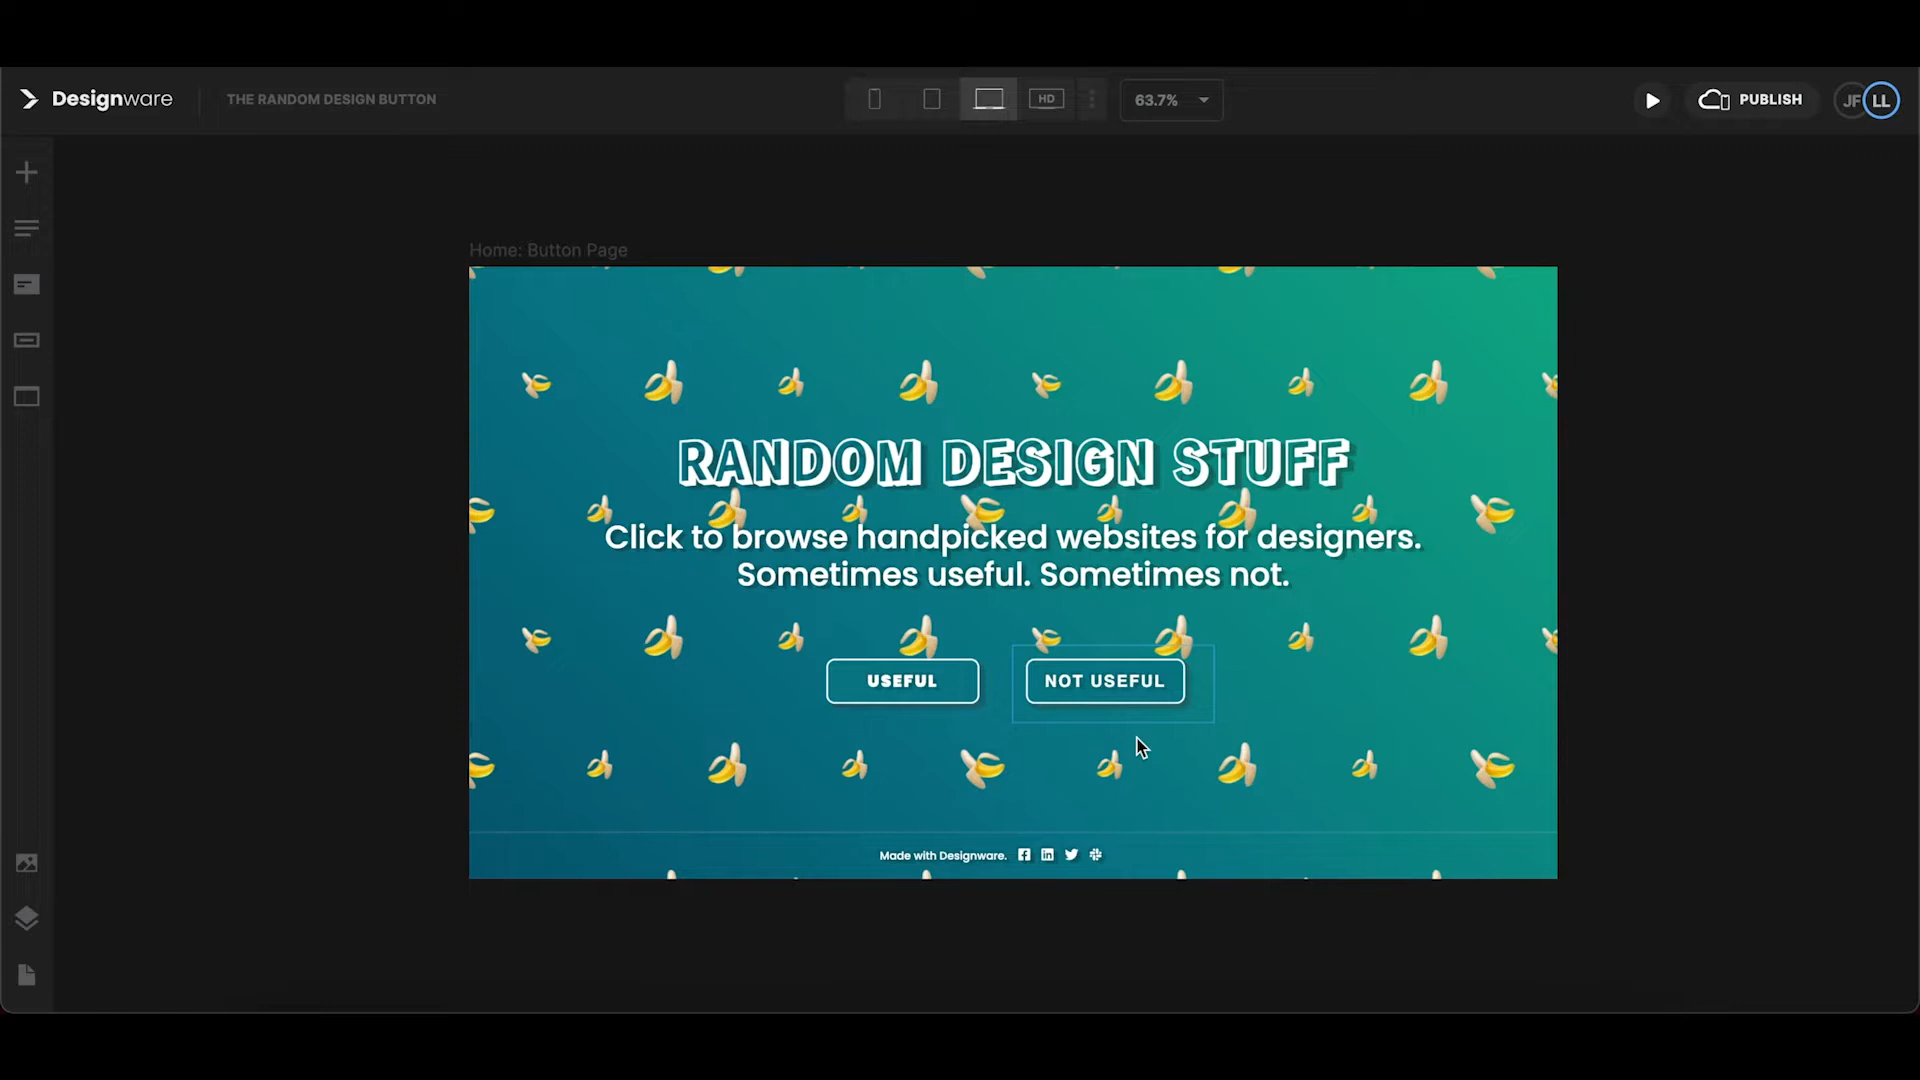 Designware
THE RANDOM DESIGN BUTTON
HD
63.7%
PUBLISH
JF
LL
Home: Button Page
RANDOM DESIGN STUFF
Click to browse handpicked websites for designers.
Sometimes useful. Sometimes not.
USEFUL
NOT USEFUL
Made with Designware.